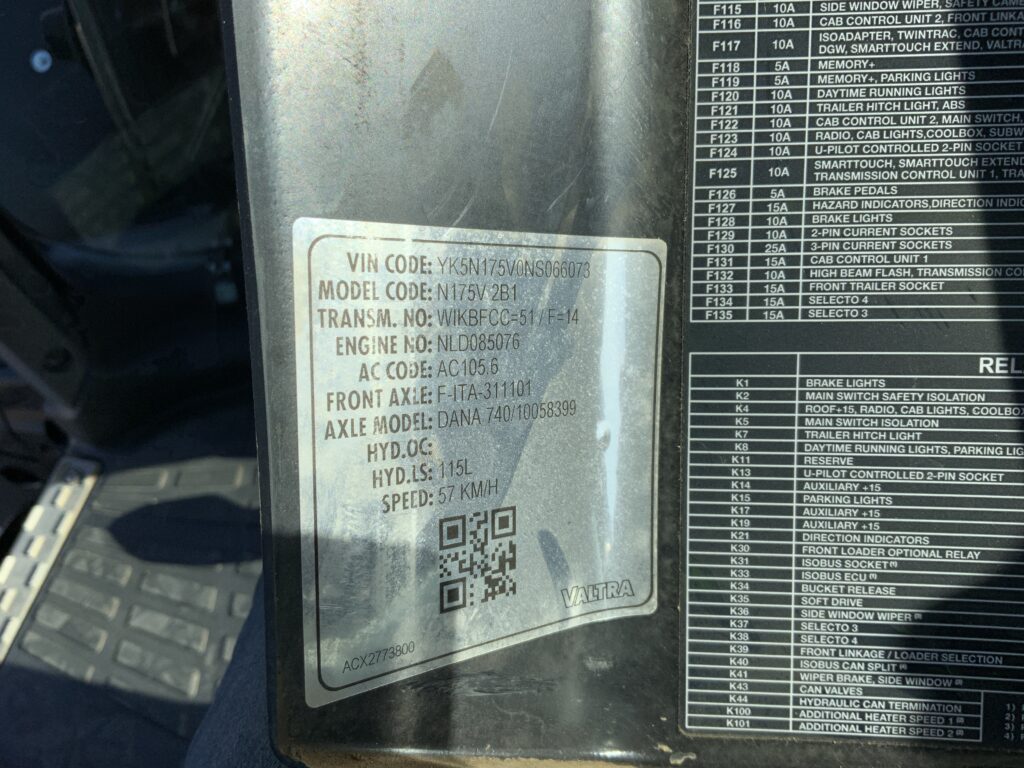 VIN CODE: YK5N175V0NS066073
MODEL CODE: N175V 2B1
TRANSM. NO: WIKBFCC-51 / F-14
ENGINE NO: NLD085076
AC CODE: AC105.6
FRONT AXLE: F-ITA-311101
AXLE MODEL: DANA 740/10058399
HYD.OC:
HYD.LS: 115L
SPEED: 57 KM/H
VALTRA
ACX2773800
F115 10A SIDE WINDOW WIPER, SAFETY
F116 10A CAB CONTROL UNIT 2, FRONT
F117 10A ISOADAPTER, TWINTRAC, CAB
DGW, SMARTTOUCH EXTEND,
F118 5A MEMORY+
F119 5A MEMORY+, PARKING LIGHTS
F120 10A DAYTIME RUNNING LIGHTS
F121 10A TRAILER HITCH LIGHT, ABS
F122 10A CAB CONTROL UNIT 2, MAIN SWITCH,
F123 10A RADIO, CAB LIGHTS,COOLBOX,
F124 10A U-PILOT CONTROLLED 2-PIN SOCKET
F125 10A SMARTTOUCH, SMARTTOUCH EXTEND
TRANSMISSION CONTROL UNIT 1,
F126 5A BRAKE PEDALS
F127 15A HAZARD INDICATORS,DIRECTION
F128 10A BRAKE LIGHTS
F129 10A 2-PIN CURRENT SOCKETS
F130 25A 3-PIN CURRENT SOCKETS
F131 15A CAB CONTROL UNIT 1
F132 10A HIGH BEAM FLASH, TRANSMISSION
F133 15A FRONT TRAILER SOCKET
F134 15A SELECTO 4
F135 15A SELECTO 3
REL
K1 BRAKE LIGHTS
K2 MAIN SWITCH SAFETY ISOLATION
K4 ROOF+15, RADIO, CAB LIGHTS, COOLBOX
K5 MAIN SWITCH ISOLATION
K7 TRAILER HITCH LIGHT
K8 DAYTIME RUNNING LIGHTS, PARKING
K11 RESERVE
K13 U-PILOT CONTROLLED 2-PIN SOCKET
K14 AUXILIARY +15
K15 PARKING LIGHTS
K17 AUXILIARY +15
K19 AUXILIARY +15
K21 DIRECTION INDICATORS
K30 FRONT LOADER OPTIONAL RELAY
K31 ISOBUS SOCKET (1)
K33 ISOBUS ECU (1)
K34 BUCKET RELEASE
K35 SOFT DRIVE
K36 SIDE WINDOW WIPER
K37 SELECTO 3
K38 SELECTO 4
K39 FRONT LINKAGE / LOADER SELECTION
K40 ISOBUS CAN SPLIT
K41 WIPER BRAKE, SIDE WINDOW
K43 CAN VALVES
K44 HYDRAULIC CAN TERMINATION
K100 ADDITIONAL HEATER SPEED 1
K101 ADDITIONAL HEATER SPEED 2
1)
2)
3)
4)